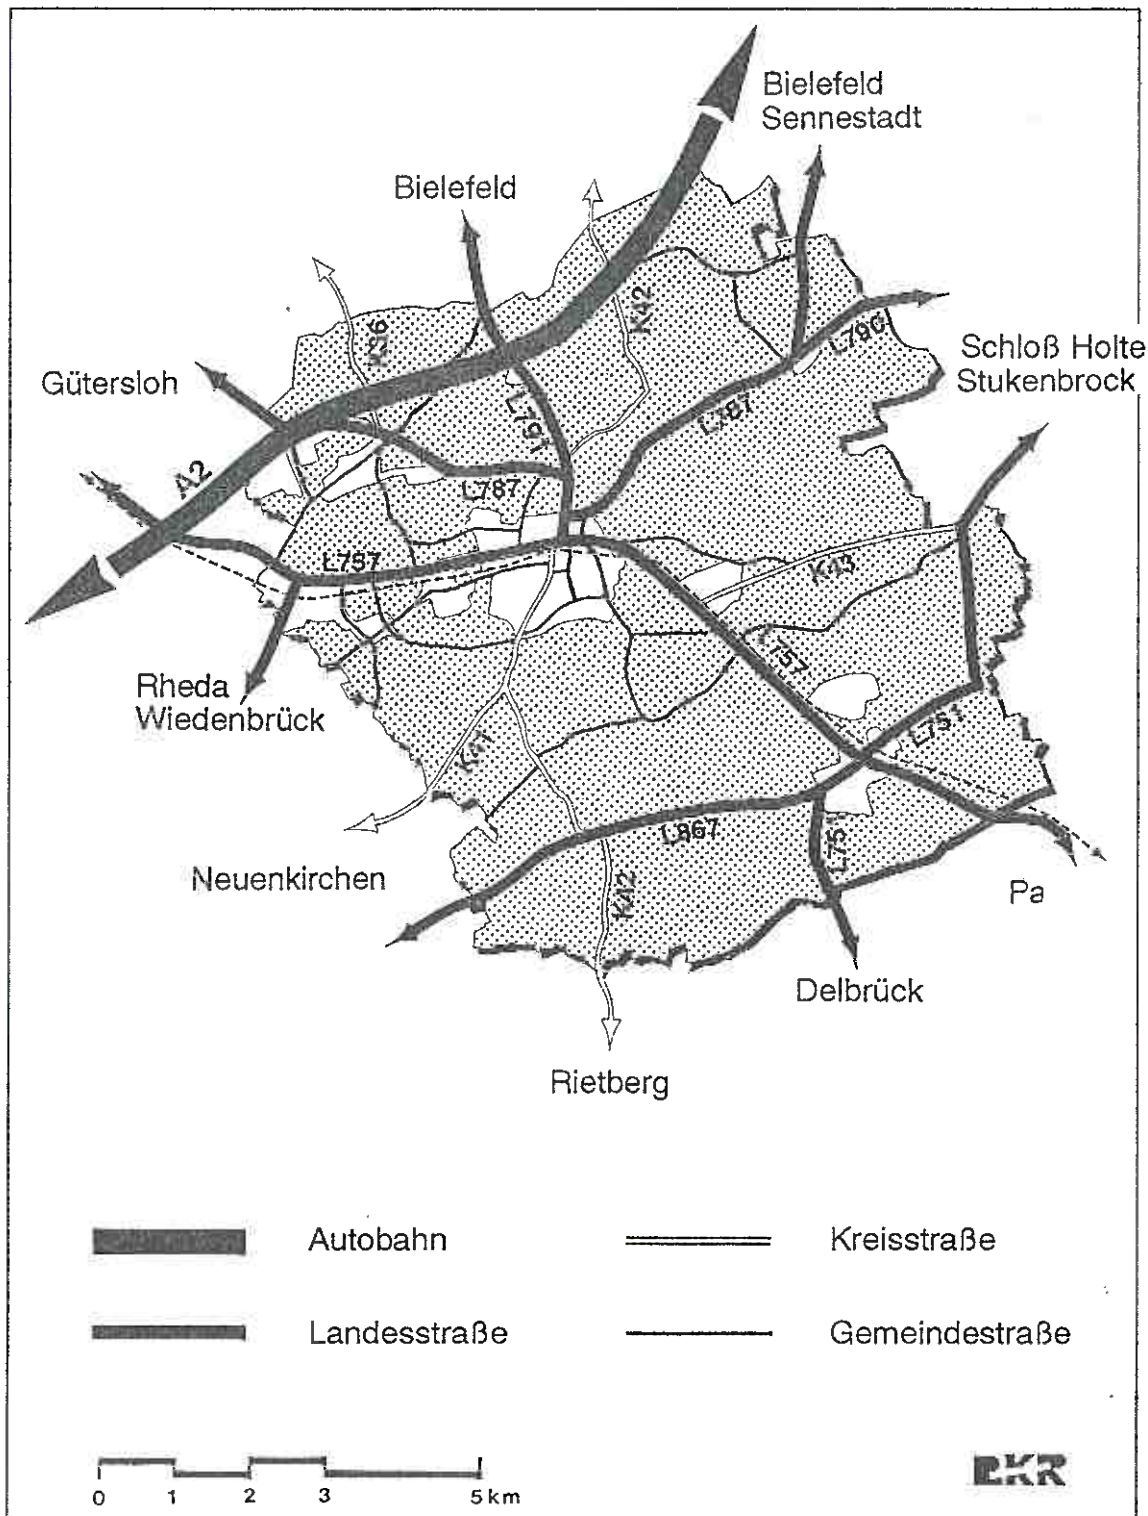 Bielefeld
Sennestadt
Bielefeld
K42
K36
L790
Schloß Holte
Stukenbrock
Gütersloh
L791
L787
A2
L787
L757
K43
L757
Rheda
Wiedenbrück
L751
K41
L867
L751
Neuenkirchen
K42
Pa
Delbrück
Rietberg
Autobahn
Kreisstraße
Landesstraße
Gemeindestraße
0 1 2 3 5 km
BKR